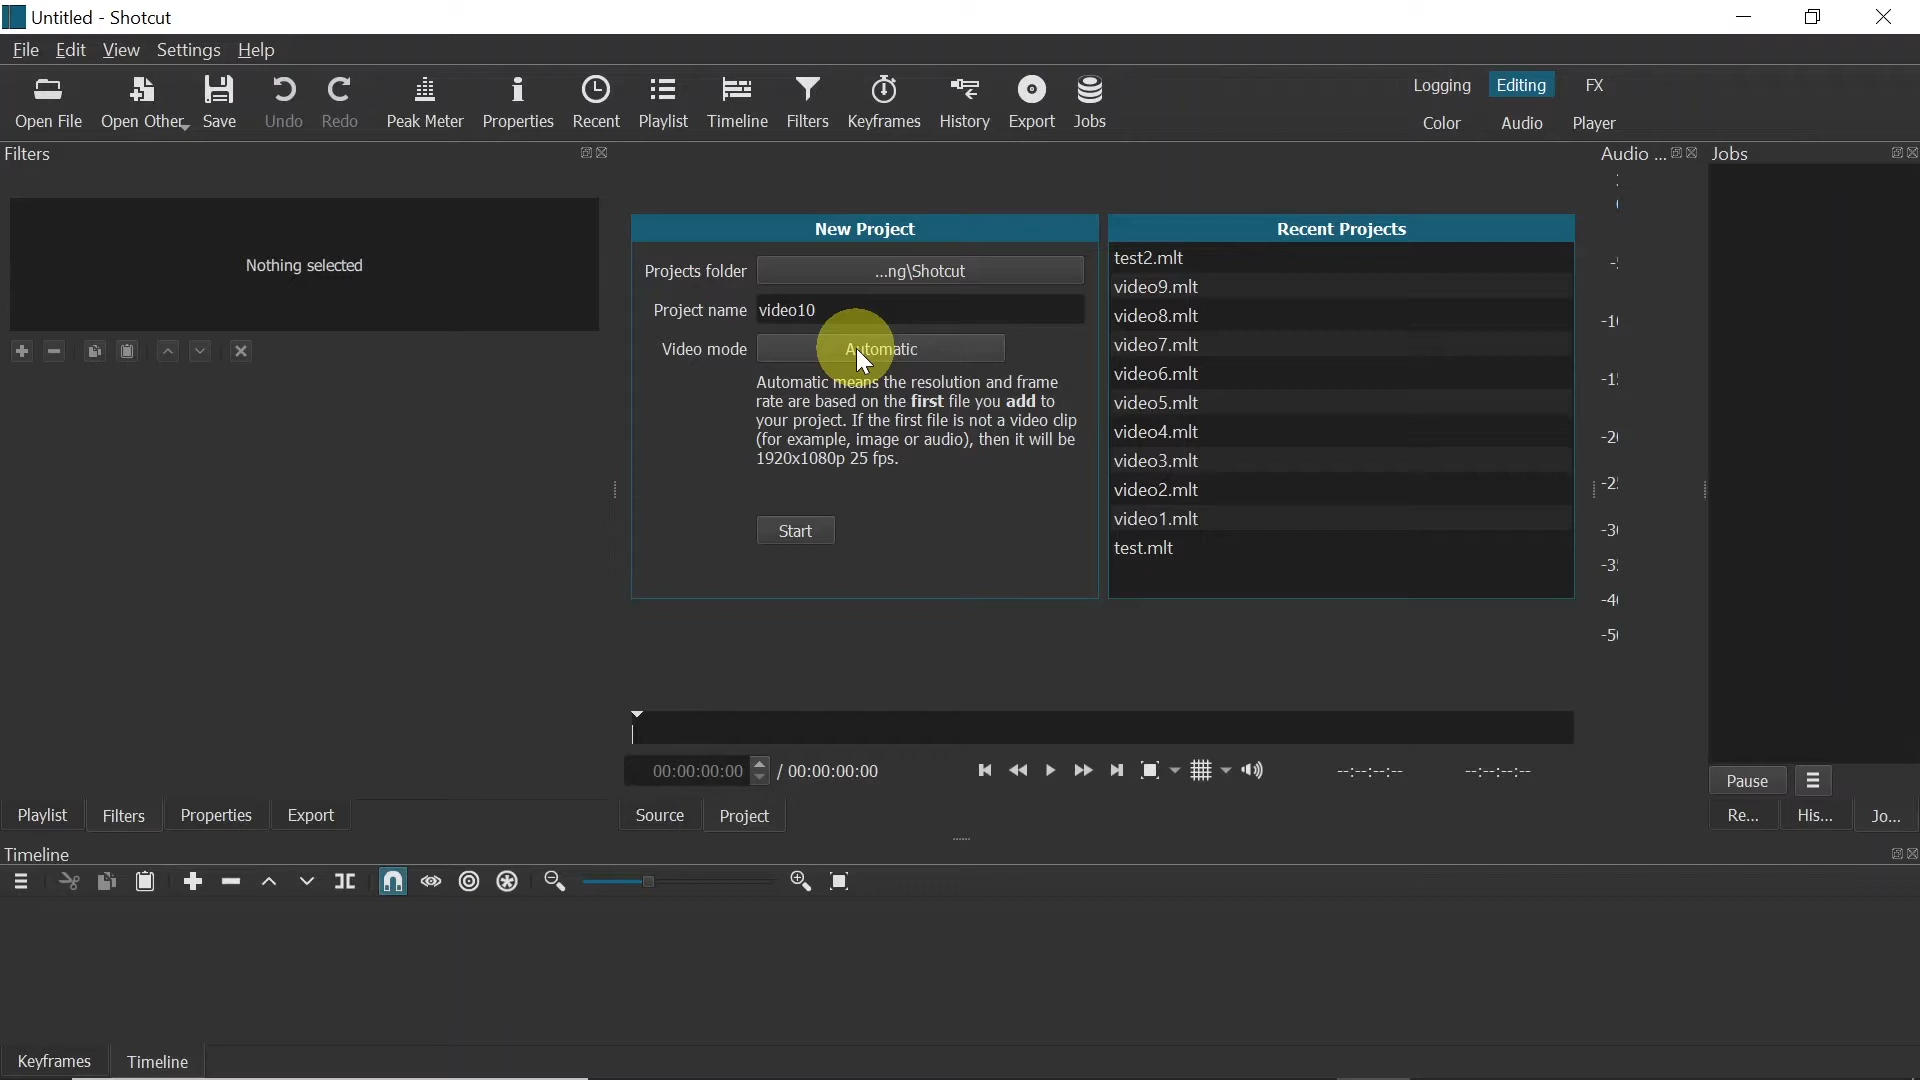 Untitled - Shotcut
File Edit View Settings Help
Open File Open Other Save Undo Redo Peak Meter Properties Recent Playlist Timeline Filters Keyframes History Export Jobs
Logging Editing FX
Color Audio Player
Filters
Nothing selected
New Project
Projects folder ...ng\Shotcut
Project name video10
Video mode Automatic
Automatic means the resolution and frame
rate are based on the first file you add to
your project. If the first file is not a video clip
(for example, image or audio), then it will be
1920x1080p 25 fps.
Start
Recent Projects
test2.mlt
video9.mlt
video8.mlt
video7.mlt
video6.mlt
video5.mlt
video4.mlt
video3.mlt
video2.mlt
video1.mlt
test.mlt
Audio ...
Jobs
00:00:00:00 / 00:00:00:00
--:--:--:-- --:--:--:--
Pause
Playlist Filters Properties Export
Source Project
Re... His... Jo...
Timeline
Keyframes Timeline